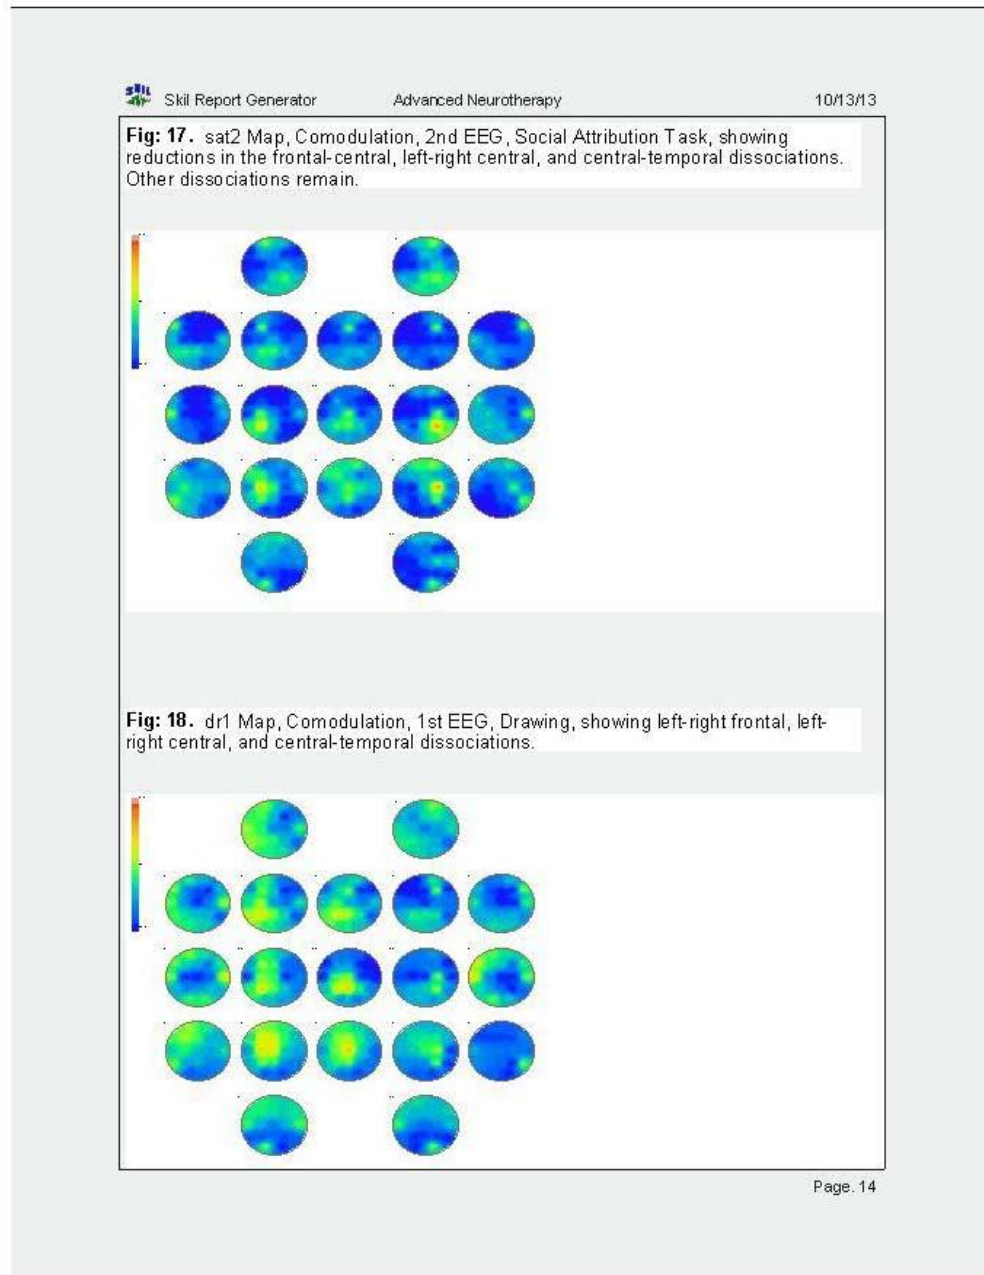 SKIL Skil Report Generator Advanced Neurotherapy 10/13/13
Fig: 17. sat2 Map, Comodulation, 2nd EEG, Social Attribution Task, showing
reductions in the frontal-central, left-right central, and central-temporal dissociations.
Other dissociations remain.
Fig: 18. dr1 Map, Comodulation, 1st EEG, Drawing, showing left-right frontal, left-
right central, and central-temporal dissociations.
Page. 14